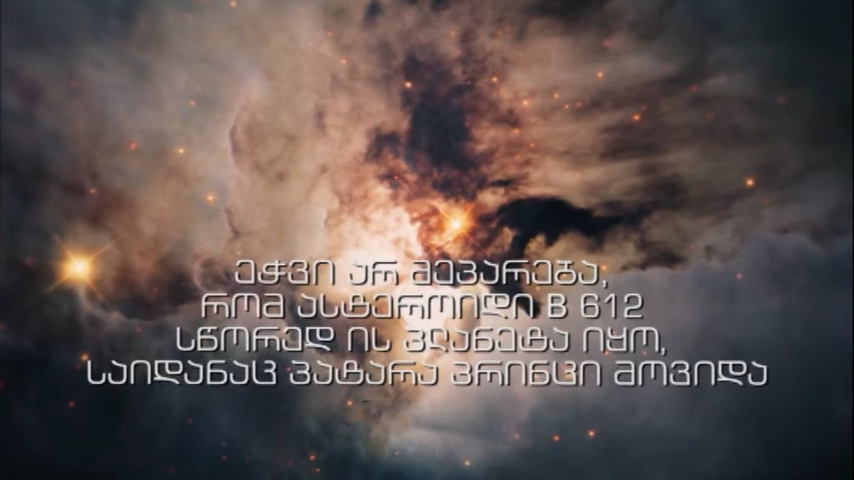 ეჭვი არ მეპარება,
რომ ასტეროიდი B 612
სწორედ ის პლანეტა იყო,
საიდანაც პატარა პრინცი მოვიდა